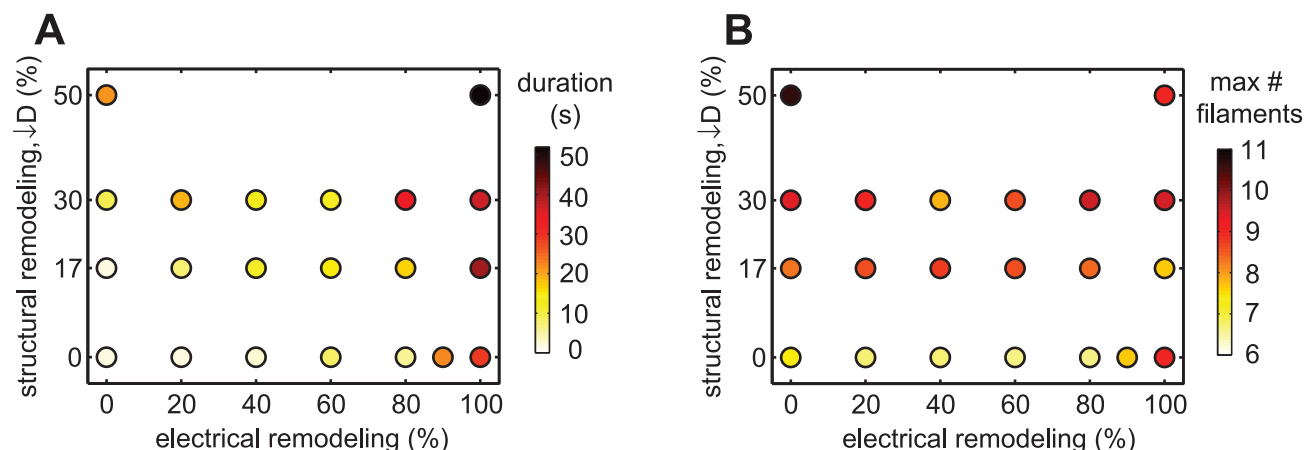 A
structural remodeling,↓D (%)
50
30
17
0
0 20 40 60 80 100
electrical remodeling (%)
duration
(s)
50
40
30
20
10
0
B
structural remodeling,↓D (%)
50
30
17
0
0 20 40 60 80 100
electrical remodeling (%)
max #
filaments
11
10
9
8
7
6